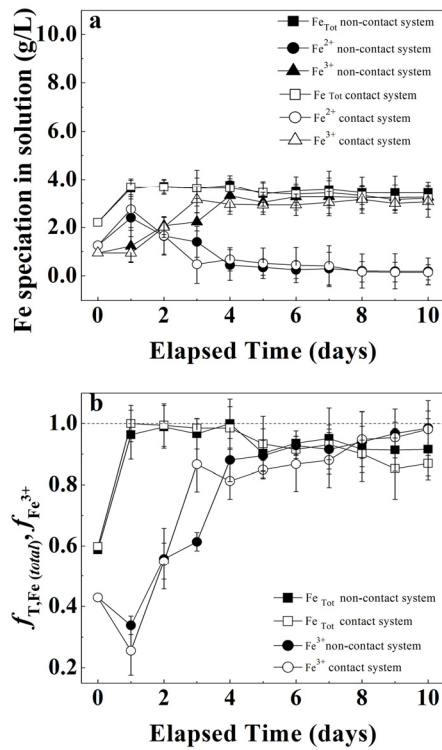 a
Fe speciation in solution (g/L)
10.0
8.0
6.0
4.0
2.0
0.0
Fe_Tot non-contact system
Fe²⁺ non-contact system
Fe³⁺ non-contact system
Fe Tot contact system
Fe²⁺ contact system
Fe³⁺ contact system
0 2 4 6 8 10
Elapsed Time (days)
b
f_T,Fe (total), f_Fe³⁺
1.0
0.8
0.6
0.4
0.2
Fe Tot non-contact system
Fe Tot contact system
Fe³⁺ non-contact system
Fe³⁺ contact system
0 2 4 6 8 10
Elapsed Time (days)